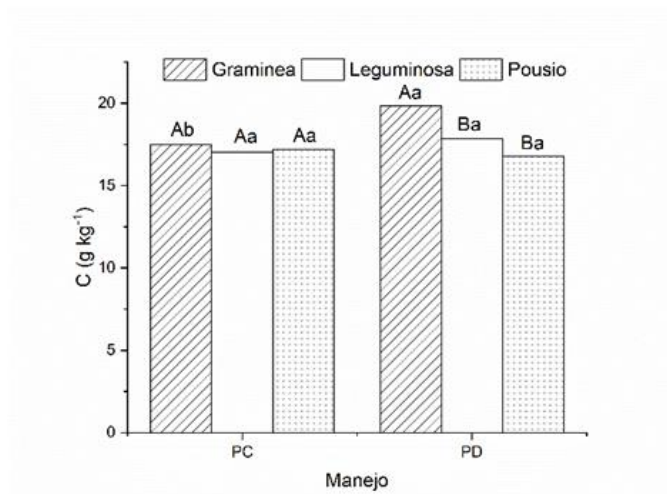 Graminea Leguminosa Pousio
Aa
Ab Aa Aa Ba Ba
20
15
10
5
0
C (g kg⁻¹)
PC PD
Manejo